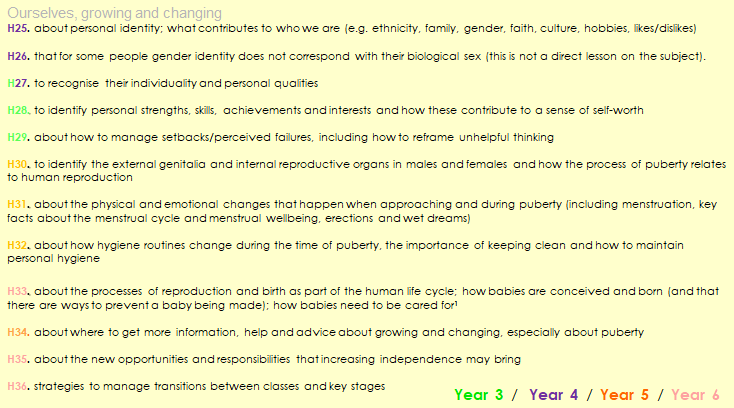 Ourselves, growing and changing
H25. about personal identity; what contributes to who we are (e.g. ethnicity, family, gender, faith, culture, hobbies, likes/dislikes)
H26. that for some people gender identity does not correspond with their biological sex (this is not a direct lesson on the subject).
H27. to recognise their individuality and personal qualities
H28. to identify personal strengths, skills, achievements and interests and how these contribute to a sense of self-worth
H29. about how to manage setbacks/perceived failures, including how to reframe unhelpful thinking
H30. to identify the external genitalia and internal reproductive organs in males and females and how the process of puberty relates
to human reproduction
H31. about the physical and emotional changes that happen when approaching and during puberty (including menstruation, key
facts about the menstrual cycle and menstrual wellbeing, erections and wet dreams)
H32. about how hygiene routines change during the time of puberty, the importance of keeping clean and how to maintain
personal hygiene
H33. about the processes of reproduction and birth as part of the human life cycle; how babies are conceived and born (and that
there are ways to prevent a baby being made); how babies need to be cared for¹
H34. about where to get more information, help and advice about growing and changing, especially about puberty
H35. about the new opportunities and responsibilities that increasing independence may bring
H36. strategies to manage transitions between classes and key stages
Year 3 / Year 4 / Year 5 / Year 6